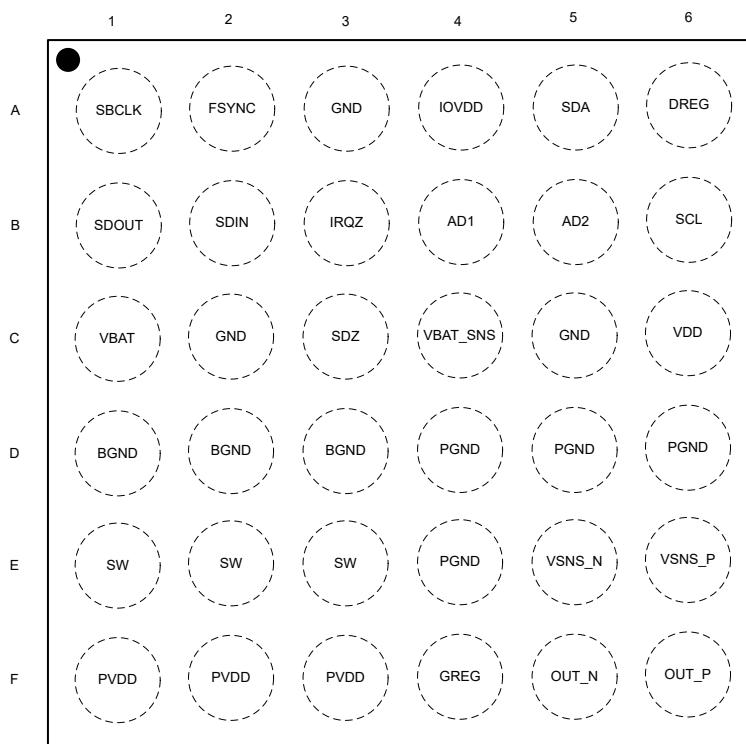 1 2 3 4 5 6
A SBCLK FSYNC GND IOVDD SDA DREG
B SDOUT SDIN IRQZ AD1 AD2 SCL
C VBAT GND SDZ VBAT_SNS GND VDD
D BGND BGND BGND PGND PGND PGND
E SW SW SW PGND VSNS_N VSNS_P
F PVDD PVDD PVDD GREG OUT_N OUT_P